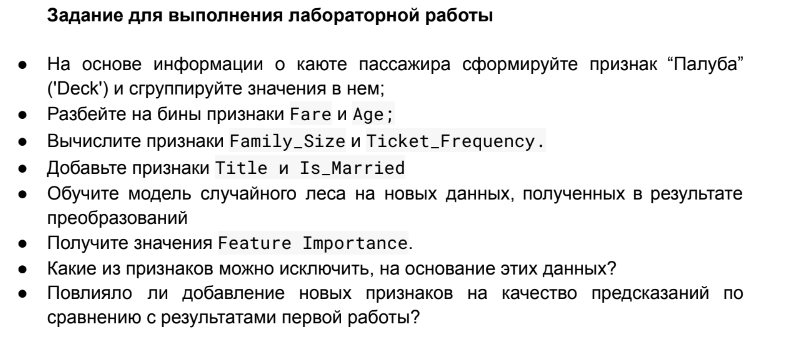 Задание для выполнения лабораторной работы
● На основе информации о каюте пассажира сформируйте признак “Палуба”
('Deck') и сгруппируйте значения в нем;
● Разбейте на бины признаки Fare и Age;
● Вычислите признаки Family_Size и Ticket_Frequency.
● Добавьте признаки Title и Is_Married
● Обучите модель случайного леса на новых данных, полученных в результате
преобразований
● Получите значения Feature Importance.
● Какие из признаков можно исключить, на основание этих данных?
● Повлияло ли добавление новых признаков на качество предсказаний по
сравнению с результатами первой работы?